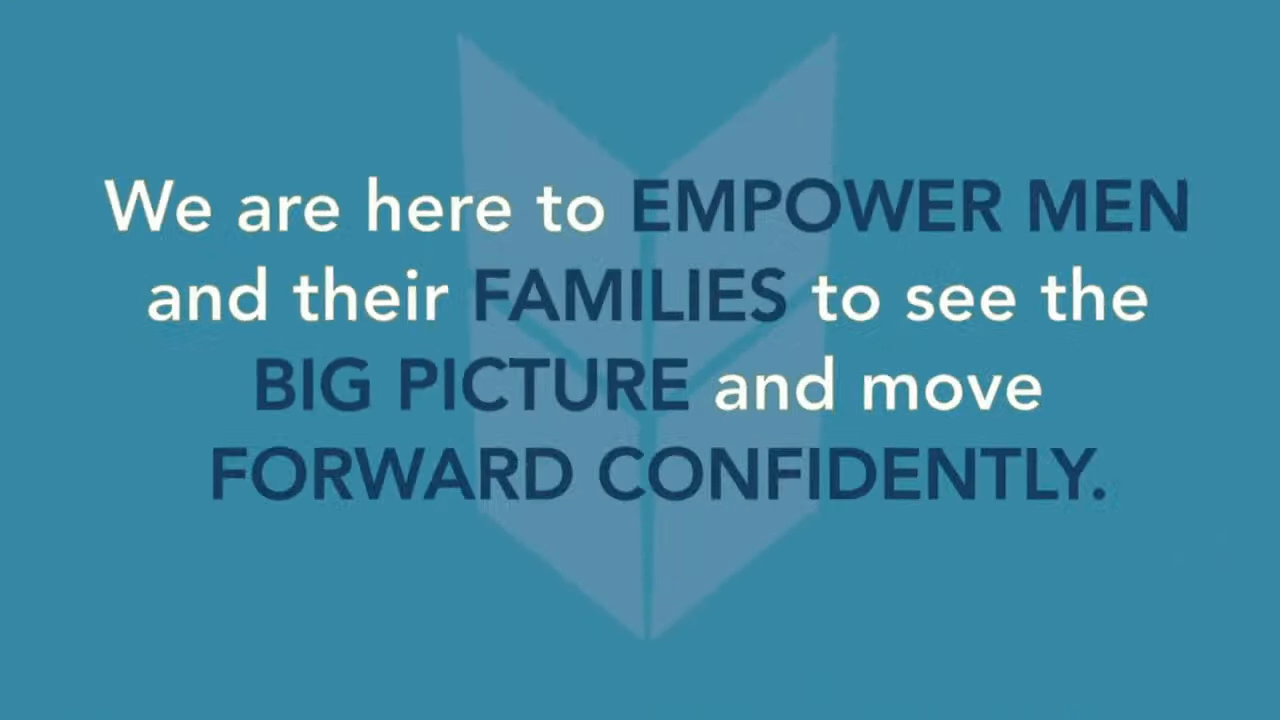 We are here to EMPOWER MEN
and their FAMILIES to see the
BIG PICTURE and move
FORWARD CONFIDENTLY.